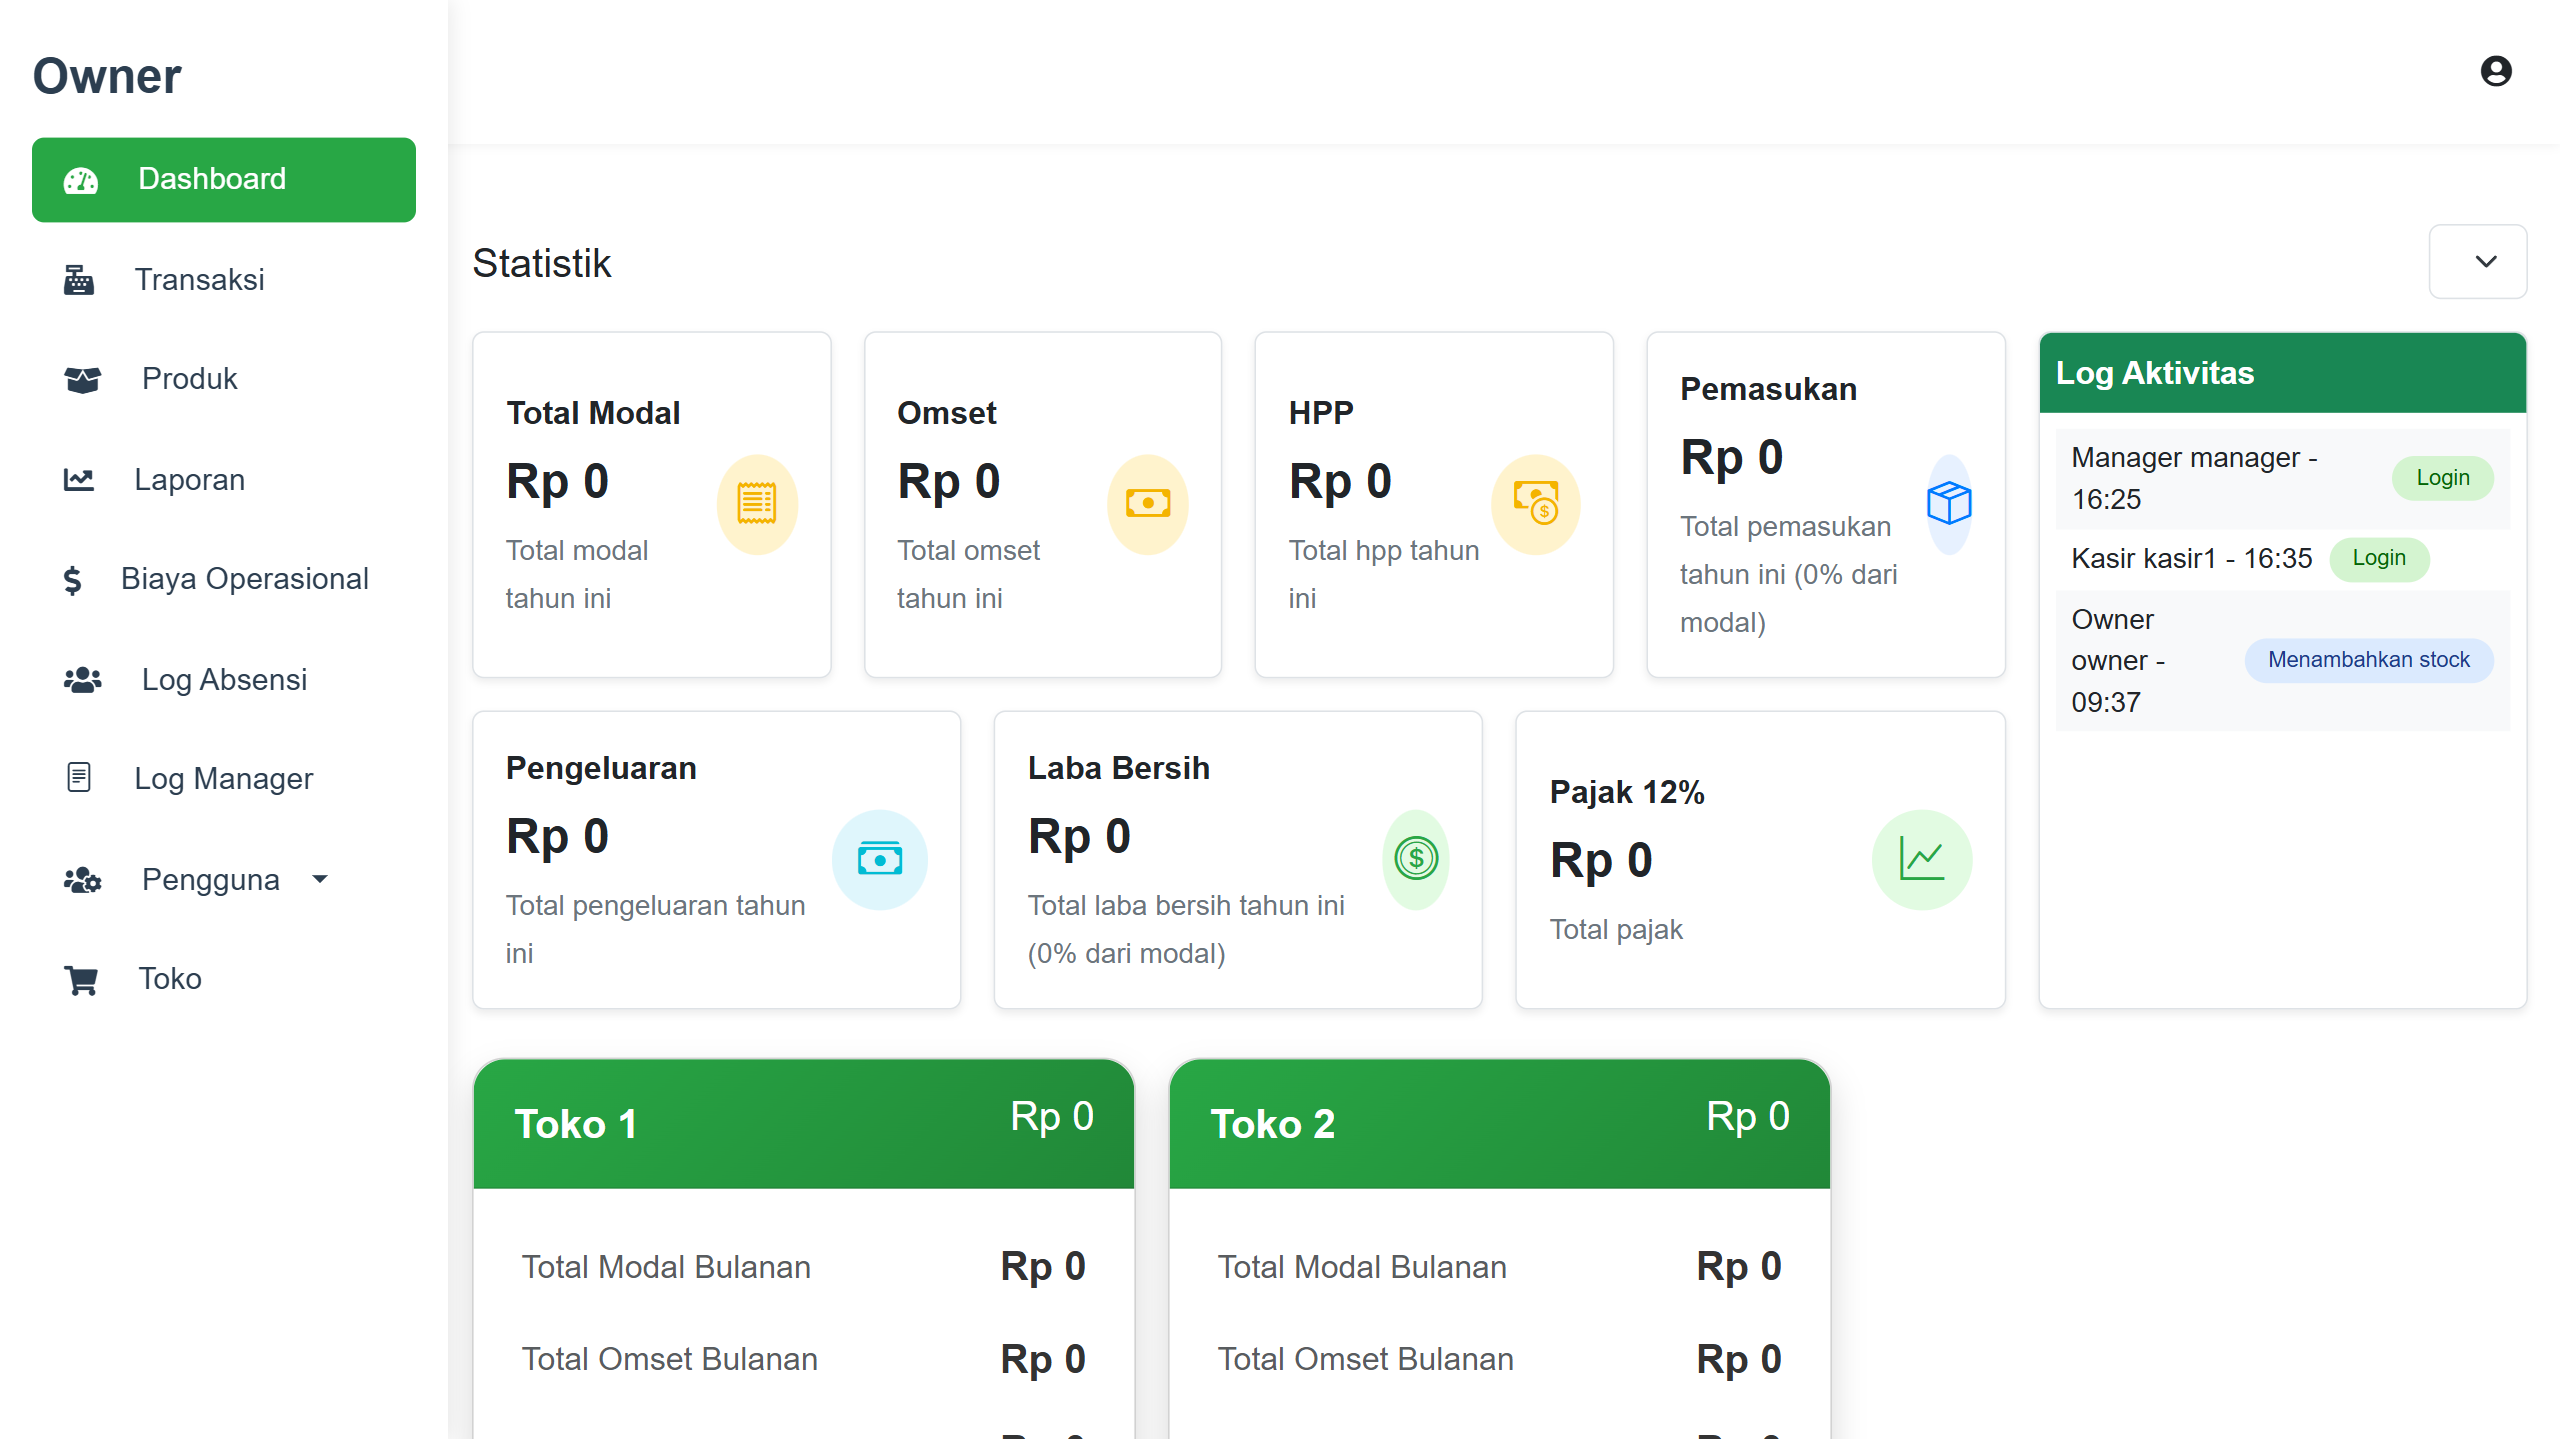 Owner
Dashboard
Transaksi
Produk
Laporan
Biaya Operasional
Log Absensi
Log Manager
Pengguna
Toko
Statistik
Total Modal
Rp 0
Total modal
tahun ini
Omset
Rp 0
Total omset
tahun ini
HPP
Rp 0
Total hpp tahun
ini
Pemasukan
Rp 0
Total pemasukan
tahun ini (0% dari
modal)
Log Aktivitas
Manager manager -
16:25
Login
Kasir kasir1 - 16:35
Login
Owner
owner -
09:37
Menambahkan stock
Pengeluaran
Rp 0
Total pengeluaran tahun
ini
Laba Bersih
Rp 0
Total laba bersih tahun ini
(0% dari modal)
Pajak 12%
Rp 0
Total pajak
Toko 1
Rp 0
Total Modal Bulanan
Rp 0
Total Omset Bulanan
Rp 0
Toko 2
Rp 0
Total Modal Bulanan
Rp 0
Total Omset Bulanan
Rp 0